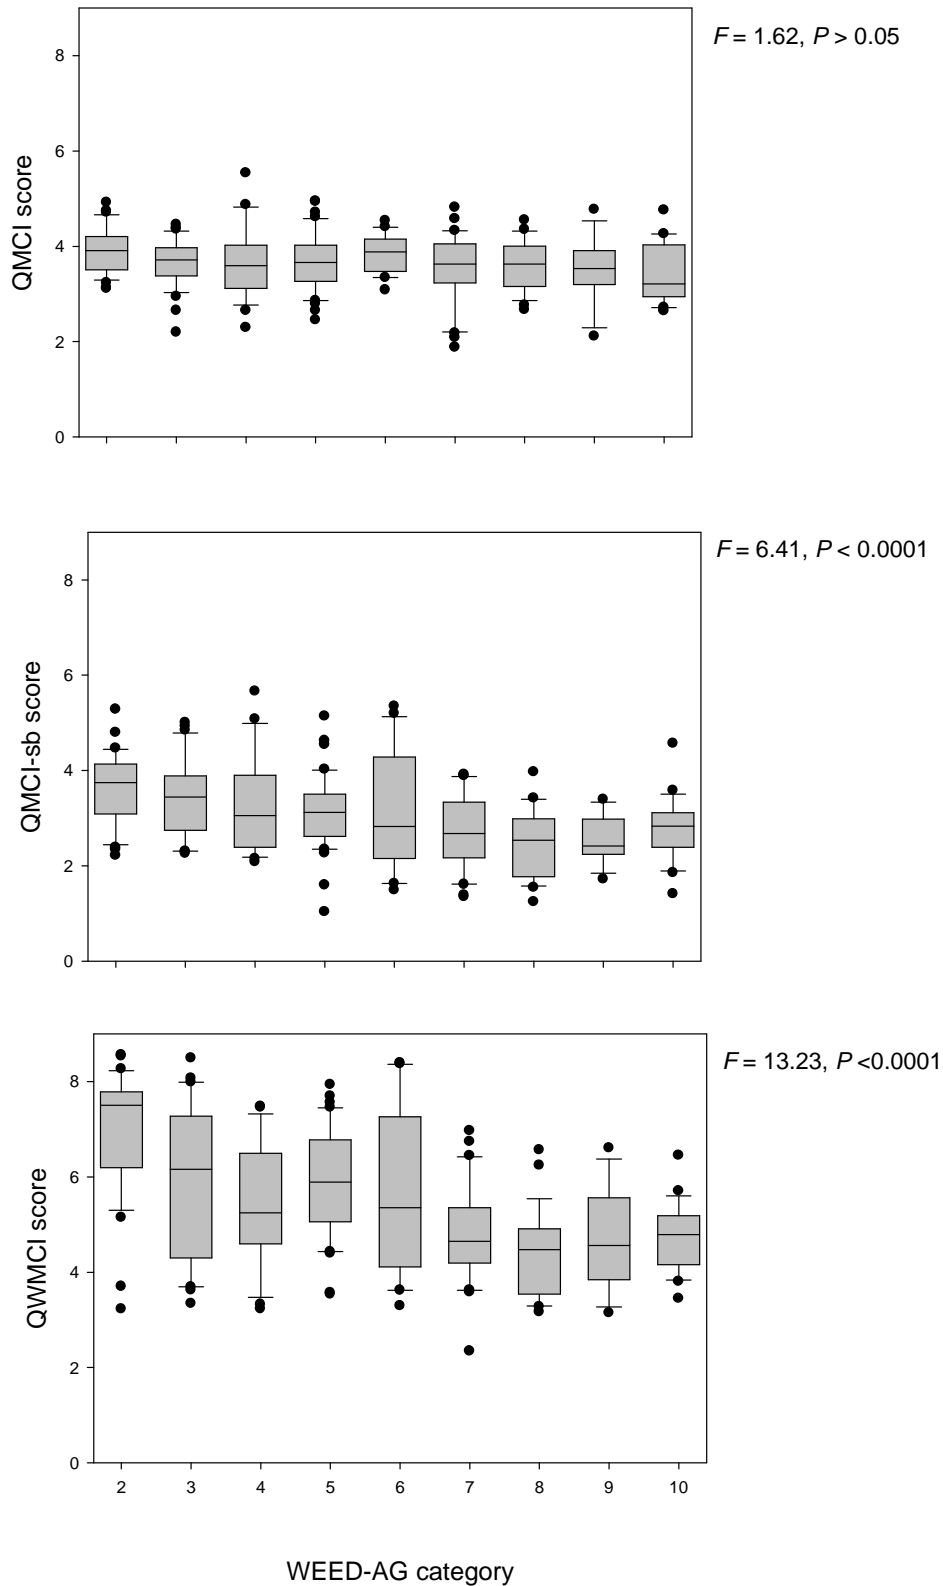 F = 1.62, P > 0.05
8
6
4
2
0
QMCI score
F = 6.41, P < 0.0001
8
6
4
2
0
QMCI-sb score
F = 13.23, P <0.0001
8
6
4
2
0
QWMCI score
2 3 4 5 6 7 8 9 10
WEED-AG category